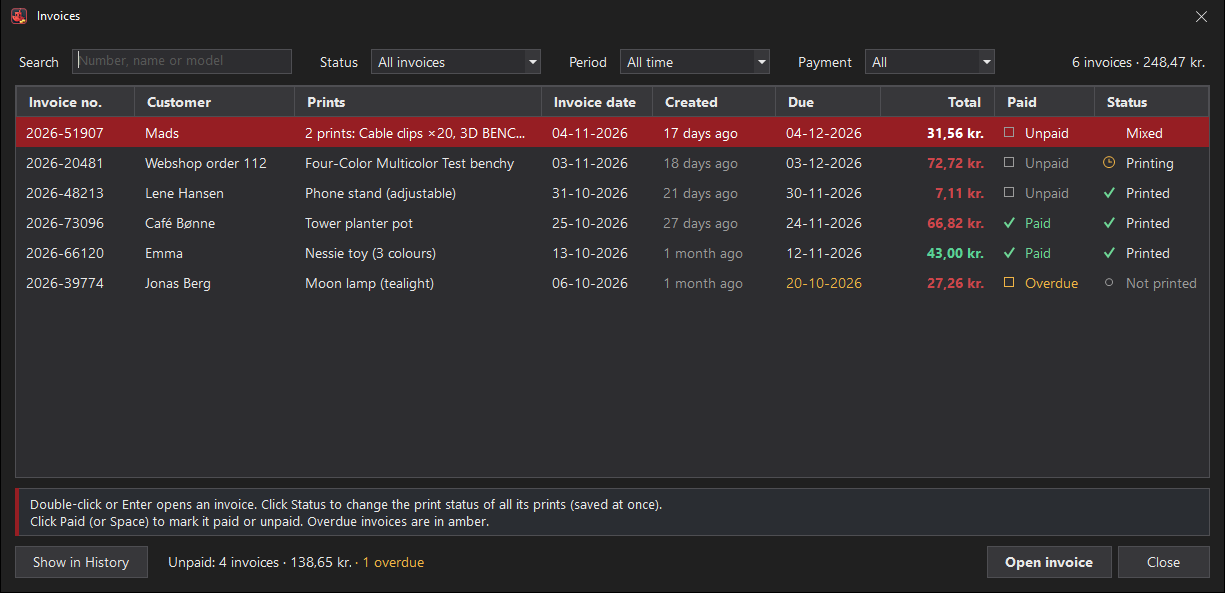 Invoices
Search Number, name or model Status All invoices Period All time Payment All 6 invoices · 248,47 kr.
Invoice no. Customer Prints Invoice date Created Due Total Paid Status
2026-51907 Mads 2 prints: Cable clips ×20, 3D BENC... 04-11-2026 17 days ago 04-12-2026 31,56 kr. Unpaid Mixed
2026-20481 Webshop order 112 Four-Color Multicolor Test benchy 03-11-2026 18 days ago 03-12-2026 72,72 kr. Unpaid Printing
2026-48213 Lene Hansen Phone stand (adjustable) 31-10-2026 21 days ago 30-11-2026 7,11 kr. Unpaid Printed
2026-73096 Café Bønne Tower planter pot 25-10-2026 27 days ago 24-11-2026 66,82 kr. Paid Printed
2026-66120 Emma Nessie toy (3 colours) 13-10-2026 1 month ago 12-11-2026 43,00 kr. Paid Printed
2026-39774 Jonas Berg Moon lamp (tealight) 06-10-2026 1 month ago 20-10-2026 27,26 kr. Overdue Not printed
Double-click or Enter opens an invoice. Click Status to change the print status of all its prints (saved at once).
Click Paid (or Space) to mark it paid or unpaid. Overdue invoices are in amber.
Show in History Unpaid: 4 invoices · 138,65 kr. · 1 overdue Open invoice Close